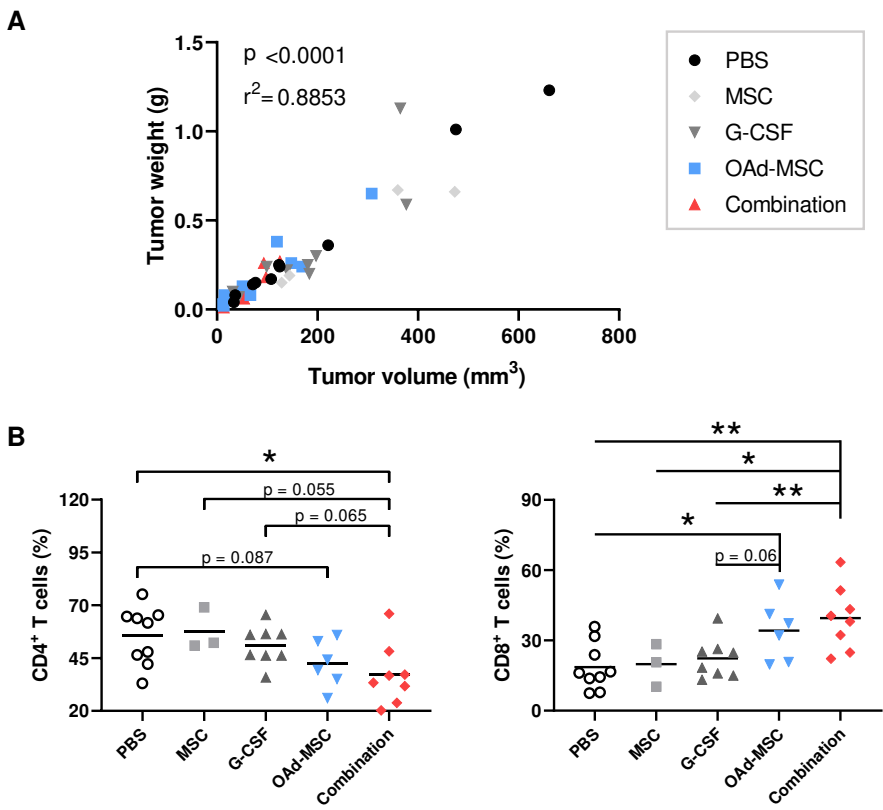 A
p <0.0001
r²=0.8853
1.5
1.0
0.5
0.0
0
200
400
600
800
Tumor weight (g)
Tumor volume (mm³)
PBS
MSC
G-CSF
OAd-MSC
Combination
B
*
p = 0.055
p = 0.065
p = 0.087
120
95
70
45
20
CD4⁺ T cells (%)
PBS
MSC
G-CSF
OAd-MSC
Combination
**
*
**
*
p = 0.06
90
60
30
0
CD8⁺ T cells (%)
PBS
MSC
G-CSF
OAd-MSC
Combination